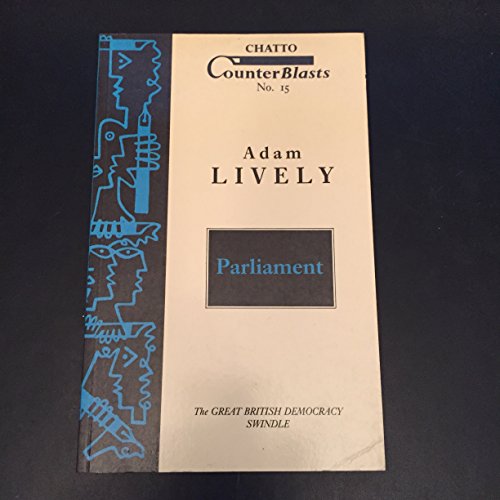 CHATTO
CounterBlasts
No. 15
Adam
LIVELY
Parliament
The GREAT BRITISH DEMOCRACY
SWINDLE